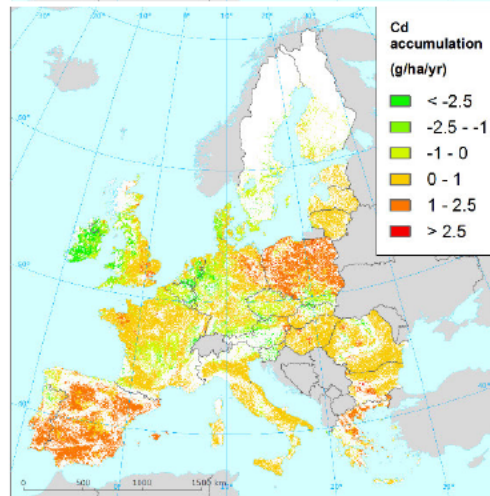 Cd
accumulation
(g/ha/yr)
< -2.5
-2.5 - -1
-1 - 0
0 - 1
1 - 2.5
> 2.5
0 500 1000 1500 km